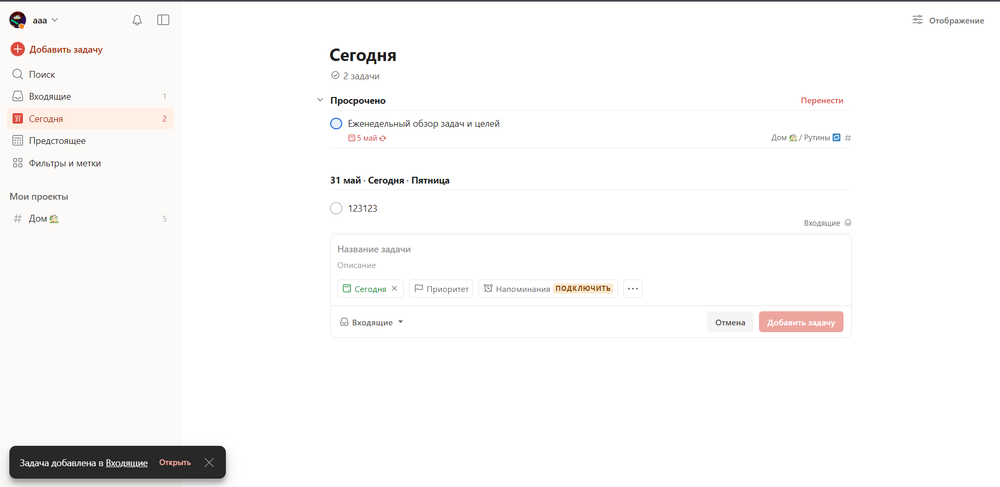 aaa
Добавить задачу
Поиск
Входящие 1
31 Сегодня 2
Предстоящее
Фильтры и метки
Мои проекты
# Дом 5
Отображение
Сегодня
2 задачи
Просрочено Перенести
Еженедельный обзор задач и целей
5 май Дом / Рутины #
31 май · Сегодня · Пятница
123123
Входящие
Название задачи
Описание
Сегодня Приоритет Напоминания ПОДКЛЮЧИТЬ
Входящие Отмена Добавить задачу
Задача добавлена в Входящие Открыть